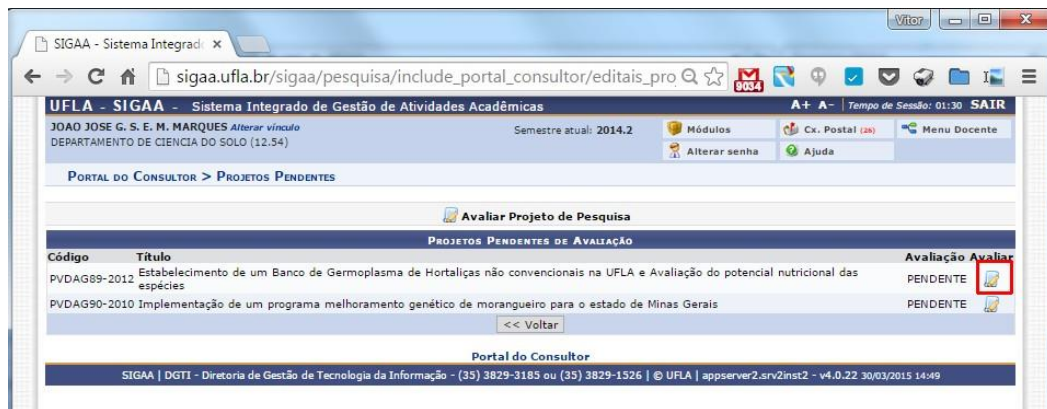 Vitor
SIGAA - Sistema Integrad
sigaa.ufla.br/sigaa/pesquisa/include_portal_consultor/editais_pro
9034
UFLA - SIGAA - Sistema Integrado de Gestão de Atividades Acadêmicas A+ A- Tempo de Sessão: 01:30 SAIR
JOAO JOSE G. S. E. M. MARQUES Alterar vínculo Semestre atual: 2014.2 Módulos Cx. Postal (26) Menu Docente
DEPARTAMENTO DE CIENCIA DO SOLO (12.54) Alterar senha Ajuda
PORTAL DO CONSULTOR > PROJETOS PENDENTES
Avaliar Projeto de Pesquisa
PROJETOS PENDENTES DE AVALIAÇÃO
Código Título Avaliação Avaliar
PVDAG89-2012 Estabelecimento de um Banco de Germoplasma de Hortaliças não convencionais na UFLA e Avaliação do potencial nutricional das PENDENTE
espécies
PVDAG90-2010 Implementação de um programa melhoramento genético de morangueiro para o estado de Minas Gerais PENDENTE
<< Voltar
Portal do Consultor
SIGAA | DGTI - Diretoria de Gestão de Tecnologia da Informação - (35) 3829-3185 ou (35) 3829-1526 | © UFLA | appserver2.srv2inst2 - v4.0.22 30/03/2015 14:49